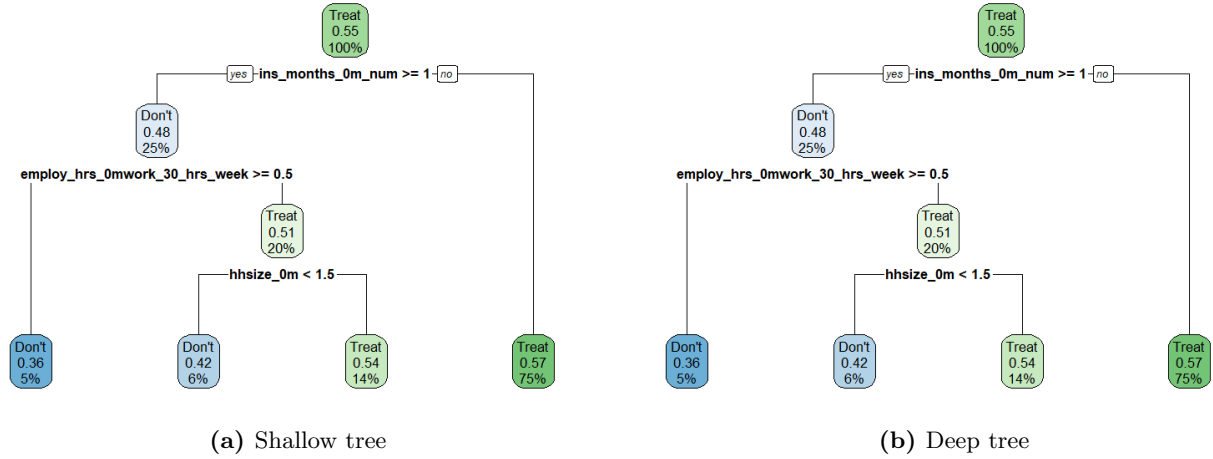 Treat
0.55
100%
yes ins_months_0m_num >= 1 no
Don't
0.48
25%
employ_hrs_0mwork_30_hrs_week >= 0.5
Treat
0.51
20%
hhsize_0m < 1.5
Don't
0.36
5%
Don't
0.42
6%
Treat
0.54
14%
Treat
0.57
75%
(a) Shallow tree
Treat
0.55
100%
yes ins_months_0m_num >= 1 no
Don't
0.48
25%
employ_hrs_0mwork_30_hrs_week >= 0.5
Treat
0.51
20%
hhsize_0m < 1.5
Don't
0.36
5%
Don't
0.42
6%
Treat
0.54
14%
Treat
0.57
75%
(b) Deep tree